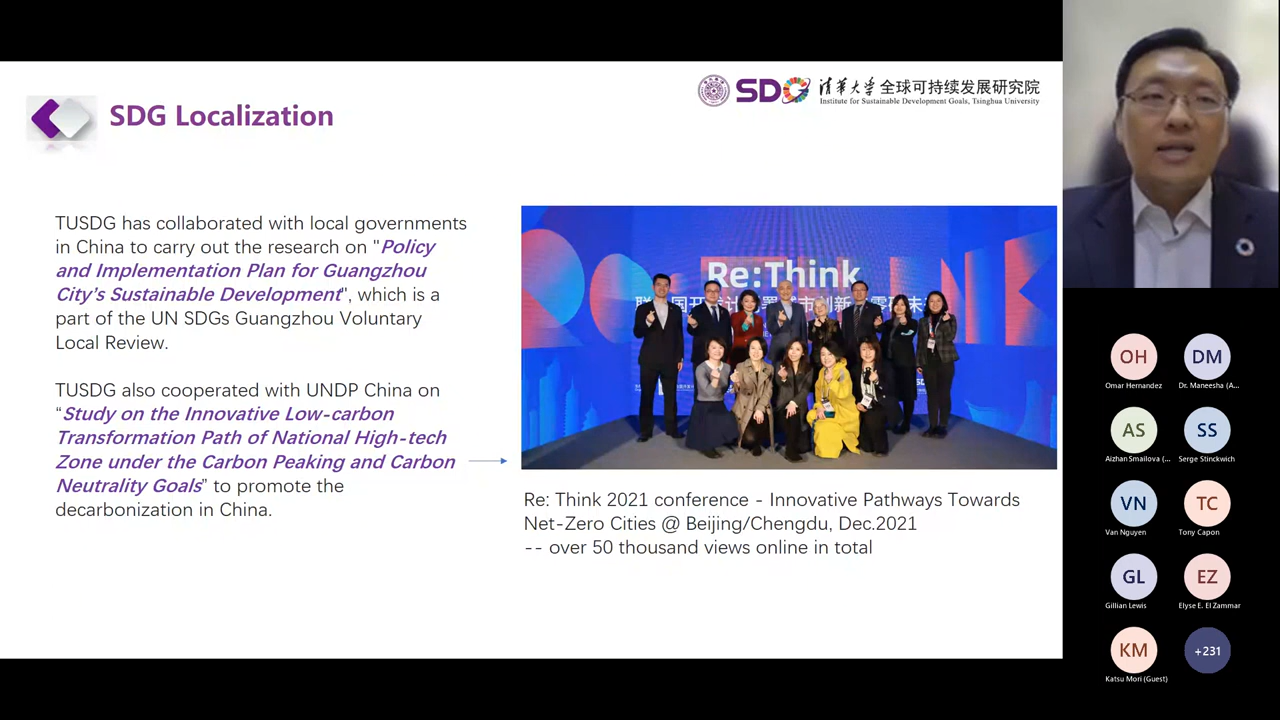 SDG Localization
SDG 清华大学 全球可持续发展研究院
Institute for Sustainable Development Goals, Tsinghua University
TUSDG has collaborated with local governments
in China to carry out the research on "Policy
and Implementation Plan for Guangzhou
City's Sustainable Development", which is a
part of the UN SDGs Guangzhou Voluntary
Local Review.
TUSDG also cooperated with UNDP China on
“Study on the Innovative Low-carbon
Transformation Path of National High-tech
Zone under the Carbon Peaking and Carbon
Neutrality Goals” to promote the
decarbonization in China.
Re:Think
Re: Think 2021 conference - Innovative Pathways Towards
Net-Zero Cities @ Beijing/Chengdu, Dec.2021
-- over 50 thousand views online in total
OH DM
Omar Hernandez Dr. Maneesha (A...
AS SS
Aizhan Smailova (... Serge Stinckwich
VN TC
Van Nguyen Tony Capon
GL EZ
Gillian Lewis Elyse E. El Zammar
KM +231
Katsu Mori (Guest)